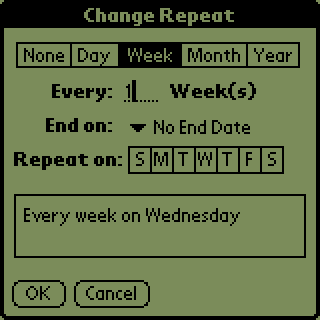 Change Repeat
None Day Week Month Year
Every: 1 Week(s)
End on: No End Date
Repeat on: S M T W T F S
Every week on Wednesday
OK Cancel